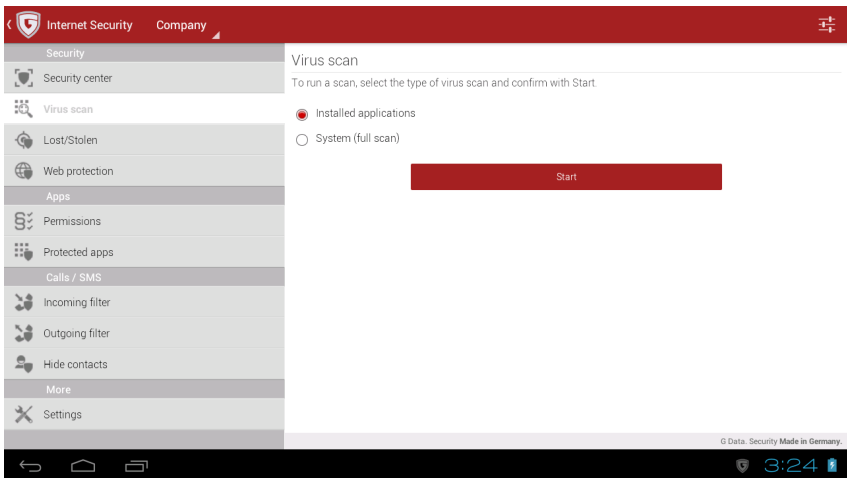 Internet Security Company
Security
Security center
Virus scan
Lost/Stolen
Web protection
Apps
Permissions
Protected apps
Calls / SMS
Incoming filter
Outgoing filter
Hide contacts
More
Settings
Virus scan
To run a scan, select the type of virus scan and confirm with Start.
Installed applications
System (full scan)
Start
G Data. Security Made in Germany.
3:24